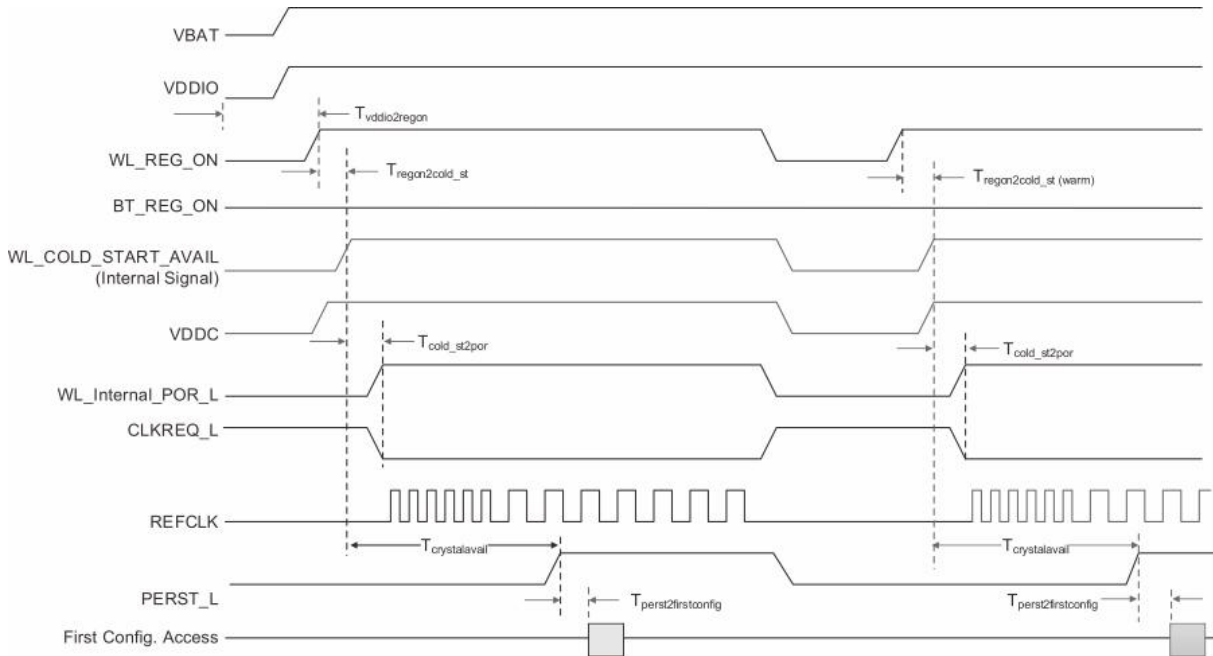 VBAT
VDDIO
Tvddio2regon
WL_REG_ON
Tregon2cold_st
Tregon2cold_st (warm)
BT_REG_ON
WL_COLD_START_AVAIL
(Internal Signal)
VDDC
Tcold_st2por
Tcold_st2por
WL_Internal_POR_L
CLKREQ_L
REFCLK
Tcrystalavail
Tcrystalavail
PERST_L
Tperst2firstconfig
Tperst2firstconfig
First Config. Access